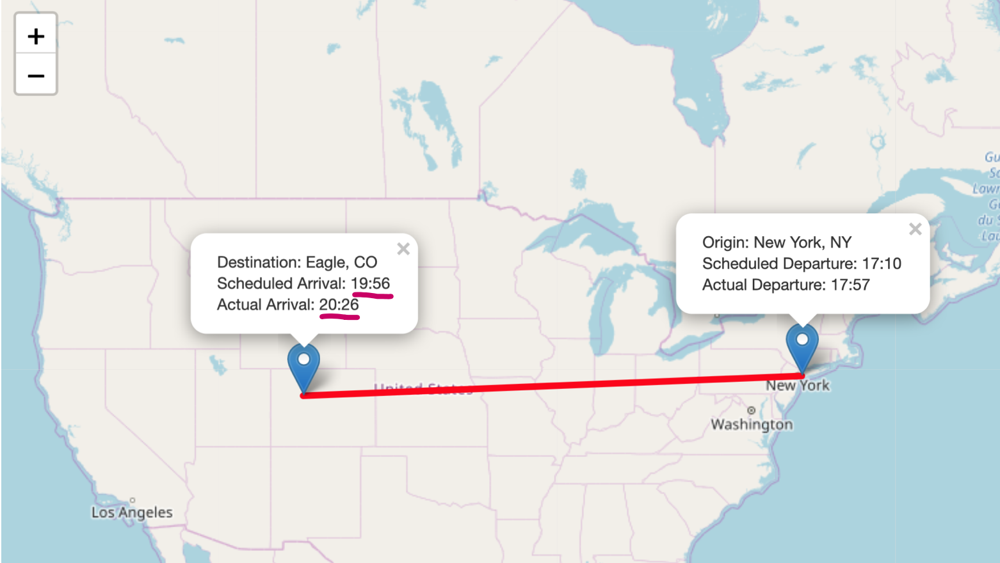 +
−
Destination: Eagle, CO
Scheduled Arrival: 19:56
Actual Arrival: 20:26
×
Origin: New York, NY
Scheduled Departure: 17:10
Actual Departure: 17:57
×
United States
New York
Washington
Los Angeles
du